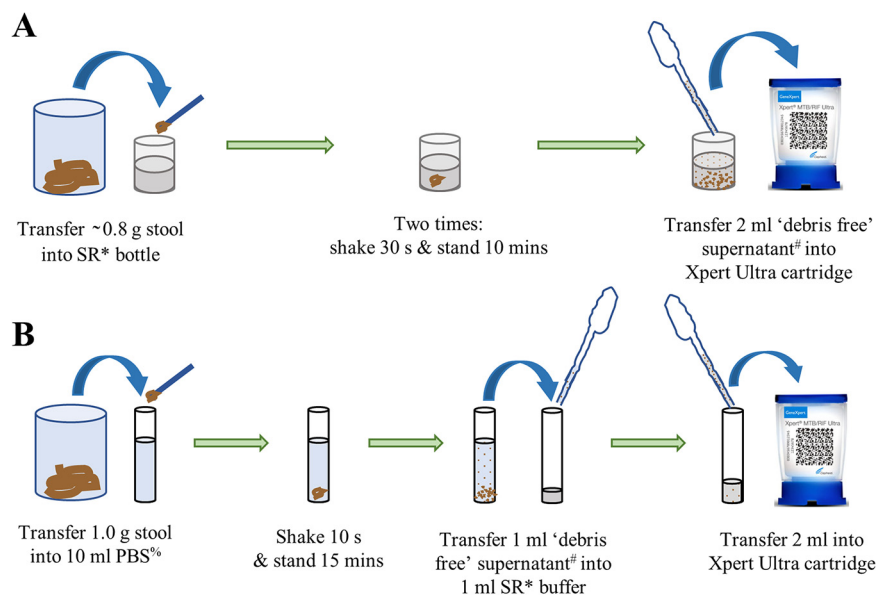 A
GeneXpert
Xpert® MTB/RIF Ultra
Transfer ~0.8 g stool
into SR* bottle
Two times:
shake 30 s & stand 10 mins
Transfer 2 ml ‘debris free’
supernatant# into
Xpert Ultra cartridge
B
GeneXpert
Xpert® MTB/RIF Ultra
Transfer 1.0 g stool
into 10 ml PBS%
Shake 10 s
& stand 15 mins
Transfer 1 ml ‘debris
free’ supernatant# into
1 ml SR* buffer
Transfer 2 ml into
Xpert Ultra cartridge